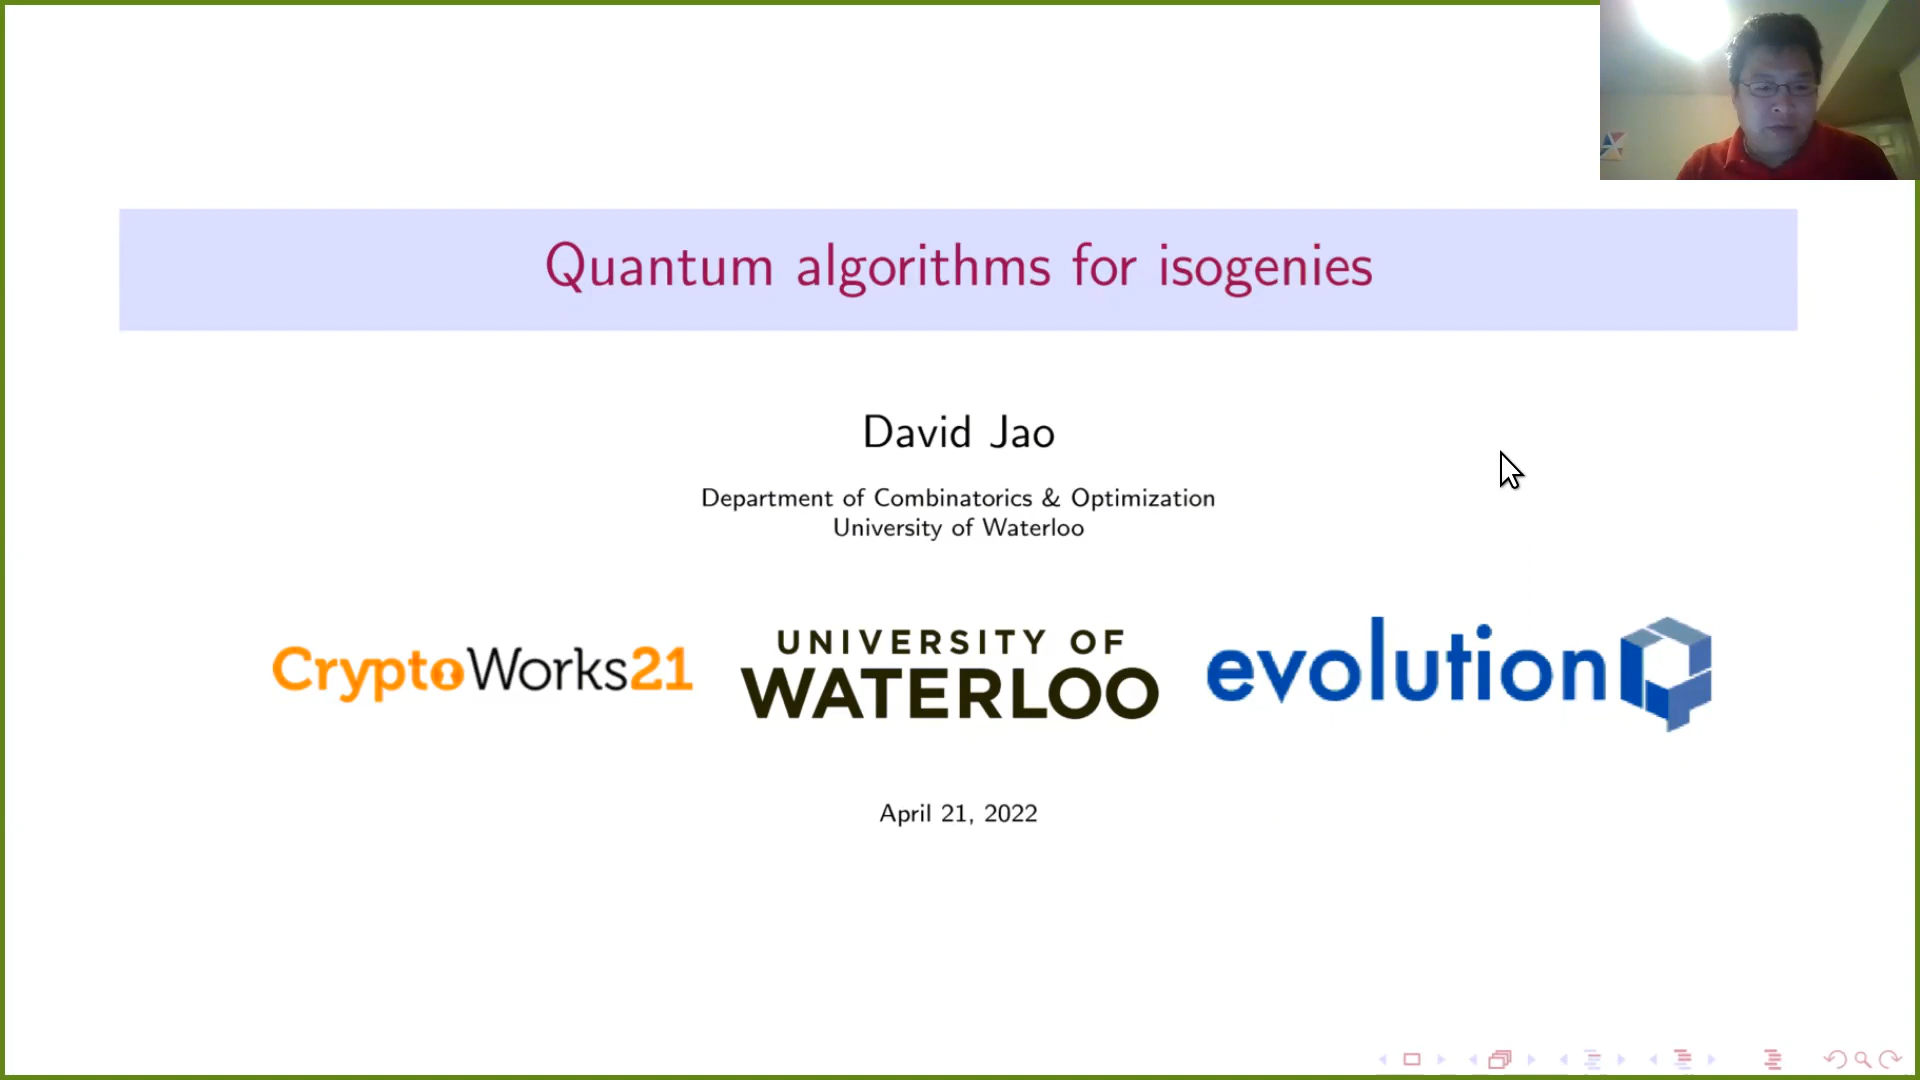 Quantum algorithms for isogenies
David Jao
Department of Combinatorics & Optimization
University of Waterloo
CryptoWorks21
UNIVERSITY OF
WATERLOO
evolutionQ
April 21, 2022